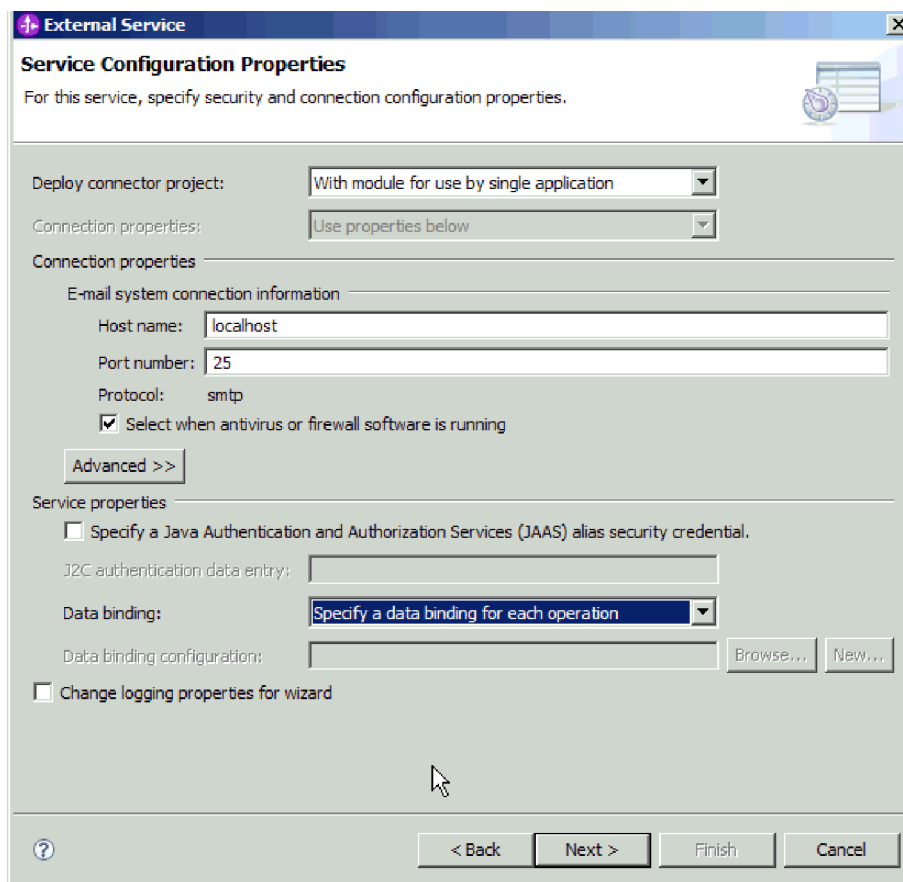 External Service
Service Configuration Properties
For this service, specify security and connection configuration properties.
Deploy connector project: With module for use by single application
Connection properties: Use properties below
Connection properties
E-mail system connection information
Host name: localhost
Port number: 25
Protocol: smtp
Select when antivirus or firewall software is running
Advanced >>
Service properties
Specify a Java Authentication and Authorization Services (JAAS) alias security credential.
J2C authentication data entry:
Data binding: Specify a data binding for each operation
Data binding configuration: Browse... New...
Change logging properties for wizard
? < Back Next > Finish Cancel